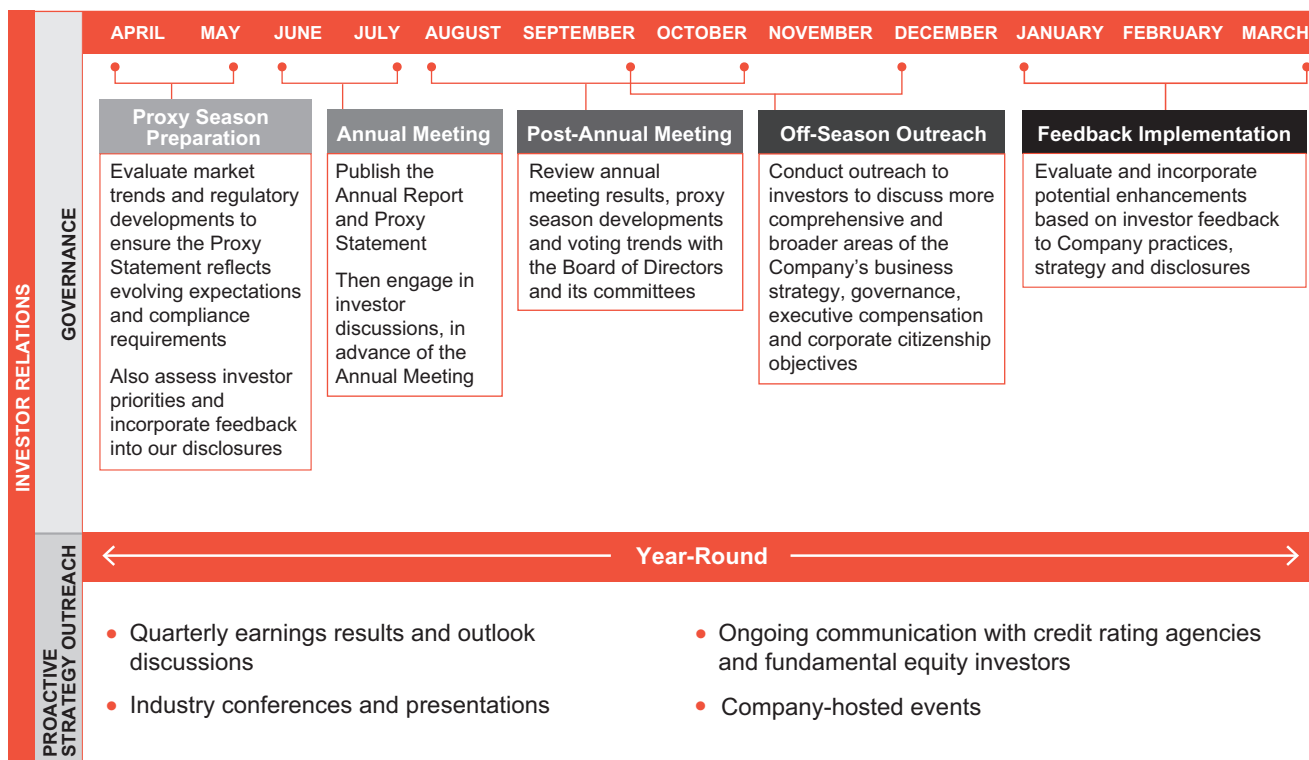 APRIL MAY JUNE JULY AUGUST SEPTEMBER OCTOBER NOVEMBER DECEMBER JANUARY FEBRUARY MARCH
INVESTOR RELATIONS
GOVERNANCE
Proxy Season
Preparation
Evaluate market
trends and regulatory
developments to
ensure the Proxy
Statement reflects
evolving expectations
and compliance
requirements
Also assess investor
priorities and
incorporate feedback
into our disclosures
Annual Meeting
Publish the
Annual Report
and Proxy
Statement
Then engage in
investor
discussions, in
advance of the
Annual Meeting
Post-Annual Meeting
Review annual
meeting results, proxy
season developments
and voting trends with
the Board of Directors
and its committees
Off-Season Outreach
Conduct outreach to
investors to discuss more
comprehensive and
broader areas of the
Company’s business
strategy, governance,
executive compensation
and corporate citizenship
objectives
Feedback Implementation
Evaluate and incorporate
potential enhancements
based on investor feedback
to Company practices,
strategy and disclosures
PROACTIVE
STRATEGY OUTREACH
Year-Round
• Quarterly earnings results and outlook
discussions
• Industry conferences and presentations
• Ongoing communication with credit rating agencies
and fundamental equity investors
• Company-hosted events